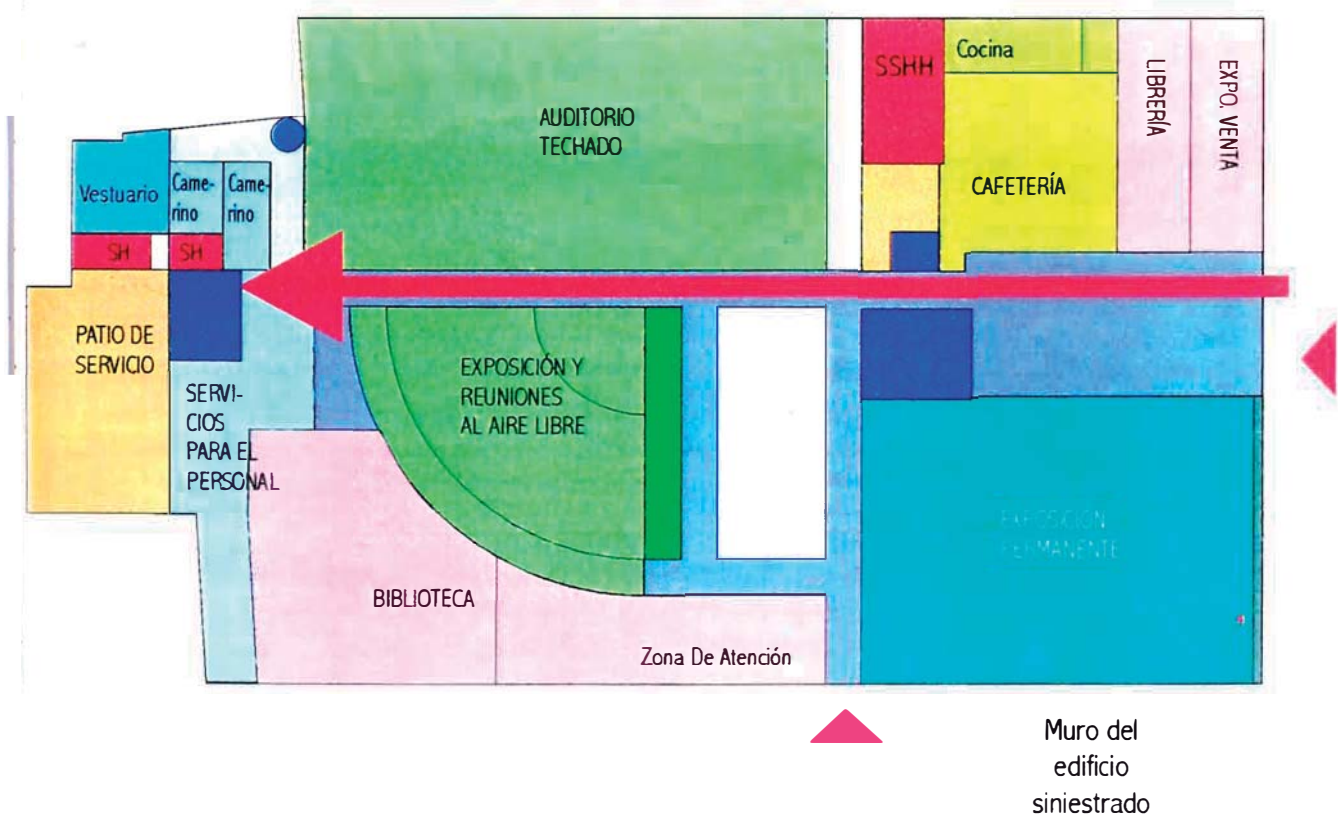 AUDITORIO
TECHADO
SSHH
Cocina
LIBRERÍA
EXPO. VENTA
CAFETERÍA
Vestuario
Came-
rino
Came-
rino
SH
SH
PATIO DE
SERVICIO
SERVI-
CIOS
PARA EL
PERSONAL
EXPOSICIÓN Y
REUNIONES
AL AIRE LIBRE
EXPOSICIÓN
PERMANENTE
BIBLIOTECA
Zona De Atención
Muro del
edificio
siniestrado